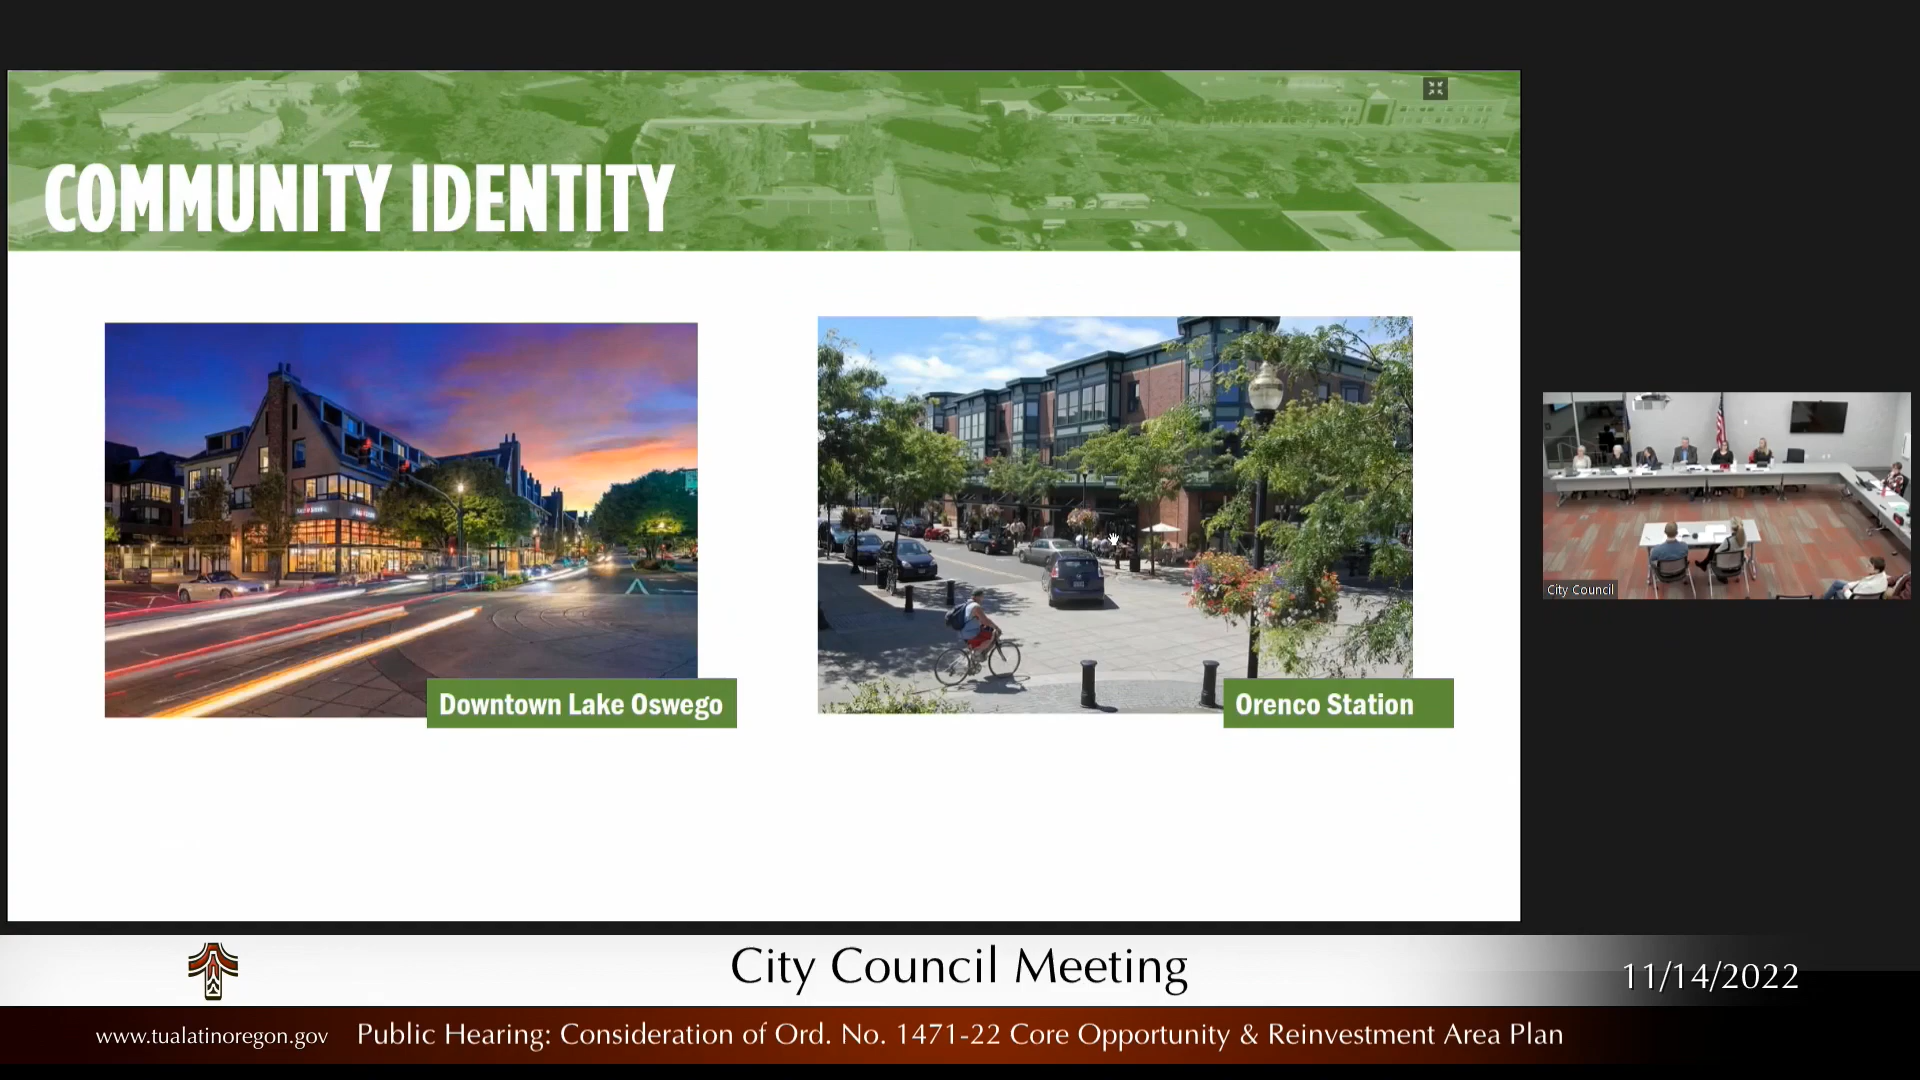 COMMUNITY IDENTITY
Downtown Lake Oswego
Orenco Station
City Council
City Council Meeting
11/14/2022
www.tualatinoregon.gov
Public Hearing: Consideration of Ord. No. 1471-22 Core Opportunity & Reinvestment Area Plan